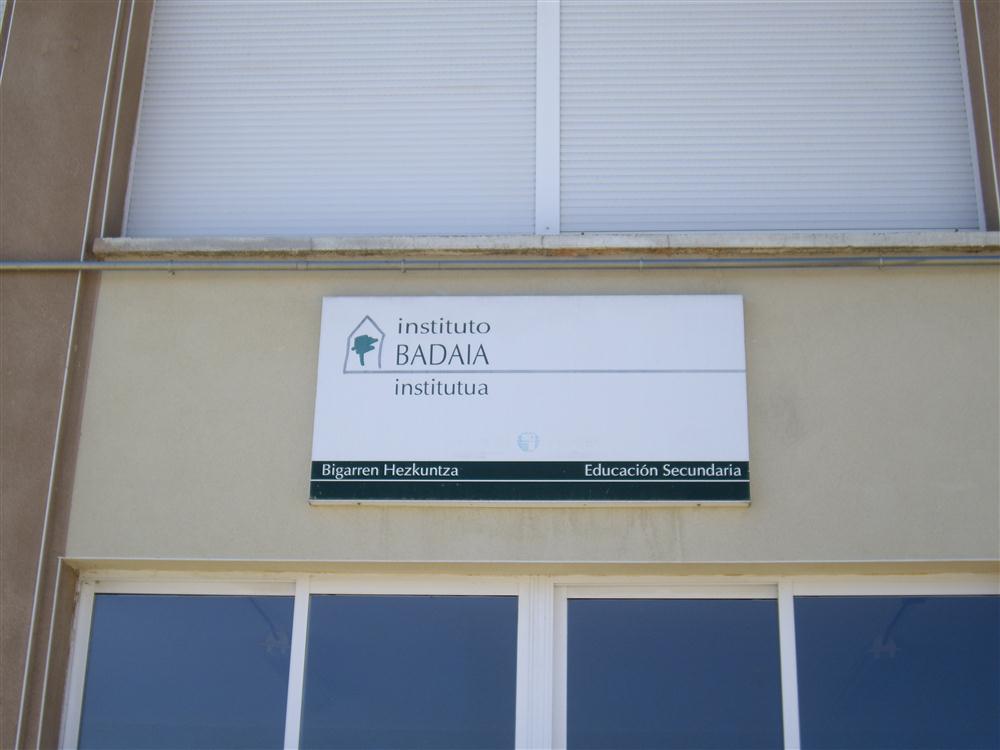 instituto
BADAIA
institutua
Bigarren Hezkuntza
Educación Secundaria